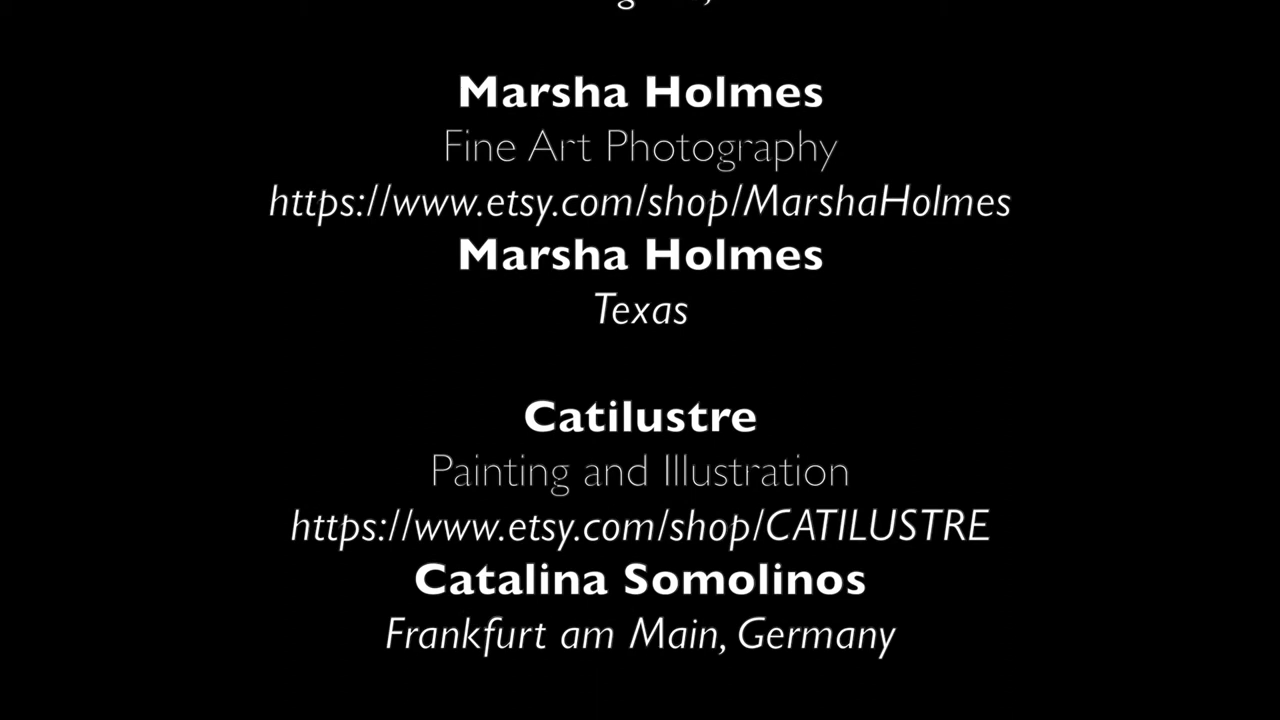 Marsha Holmes
Fine Art Photography
https://www.etsy.com/shop/MarshaHolmes
Marsha Holmes
Texas
Catilustre
Painting and Illustration
https://www.etsy.com/shop/CATILUSTRE
Catalina Somolinos
Frankfurt am Main, Germany